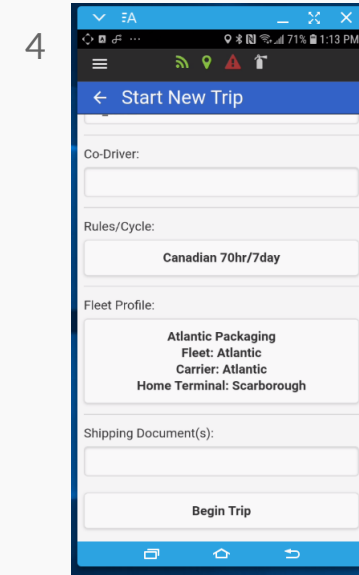 4
ΞA
71% 1:13 PM
Start New Trip
Co-Driver:
Rules/Cycle:
Canadian 70hr/7day
Fleet Profile:
Atlantic Packaging
Fleet: Atlantic
Carrier: Atlantic
Home Terminal: Scarborough
Shipping Document(s):
Begin Trip